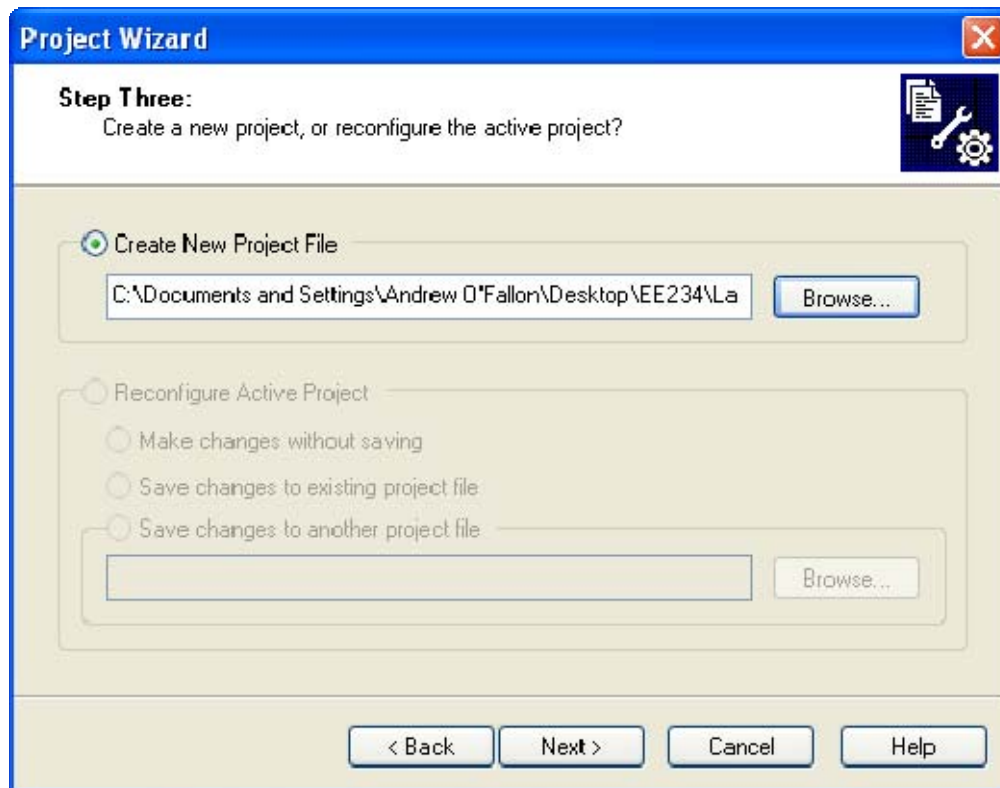 Project Wizard
Step Three:
Create a new project, or reconfigure the active project?
Create New Project File
C:\Documents and Settings\Andrew O'Fallon\Desktop\EE234\La
Browse...
Reconfigure Active Project
Make changes without saving
Save changes to existing project file
Save changes to another project file
Browse...
< Back
Next >
Cancel
Help